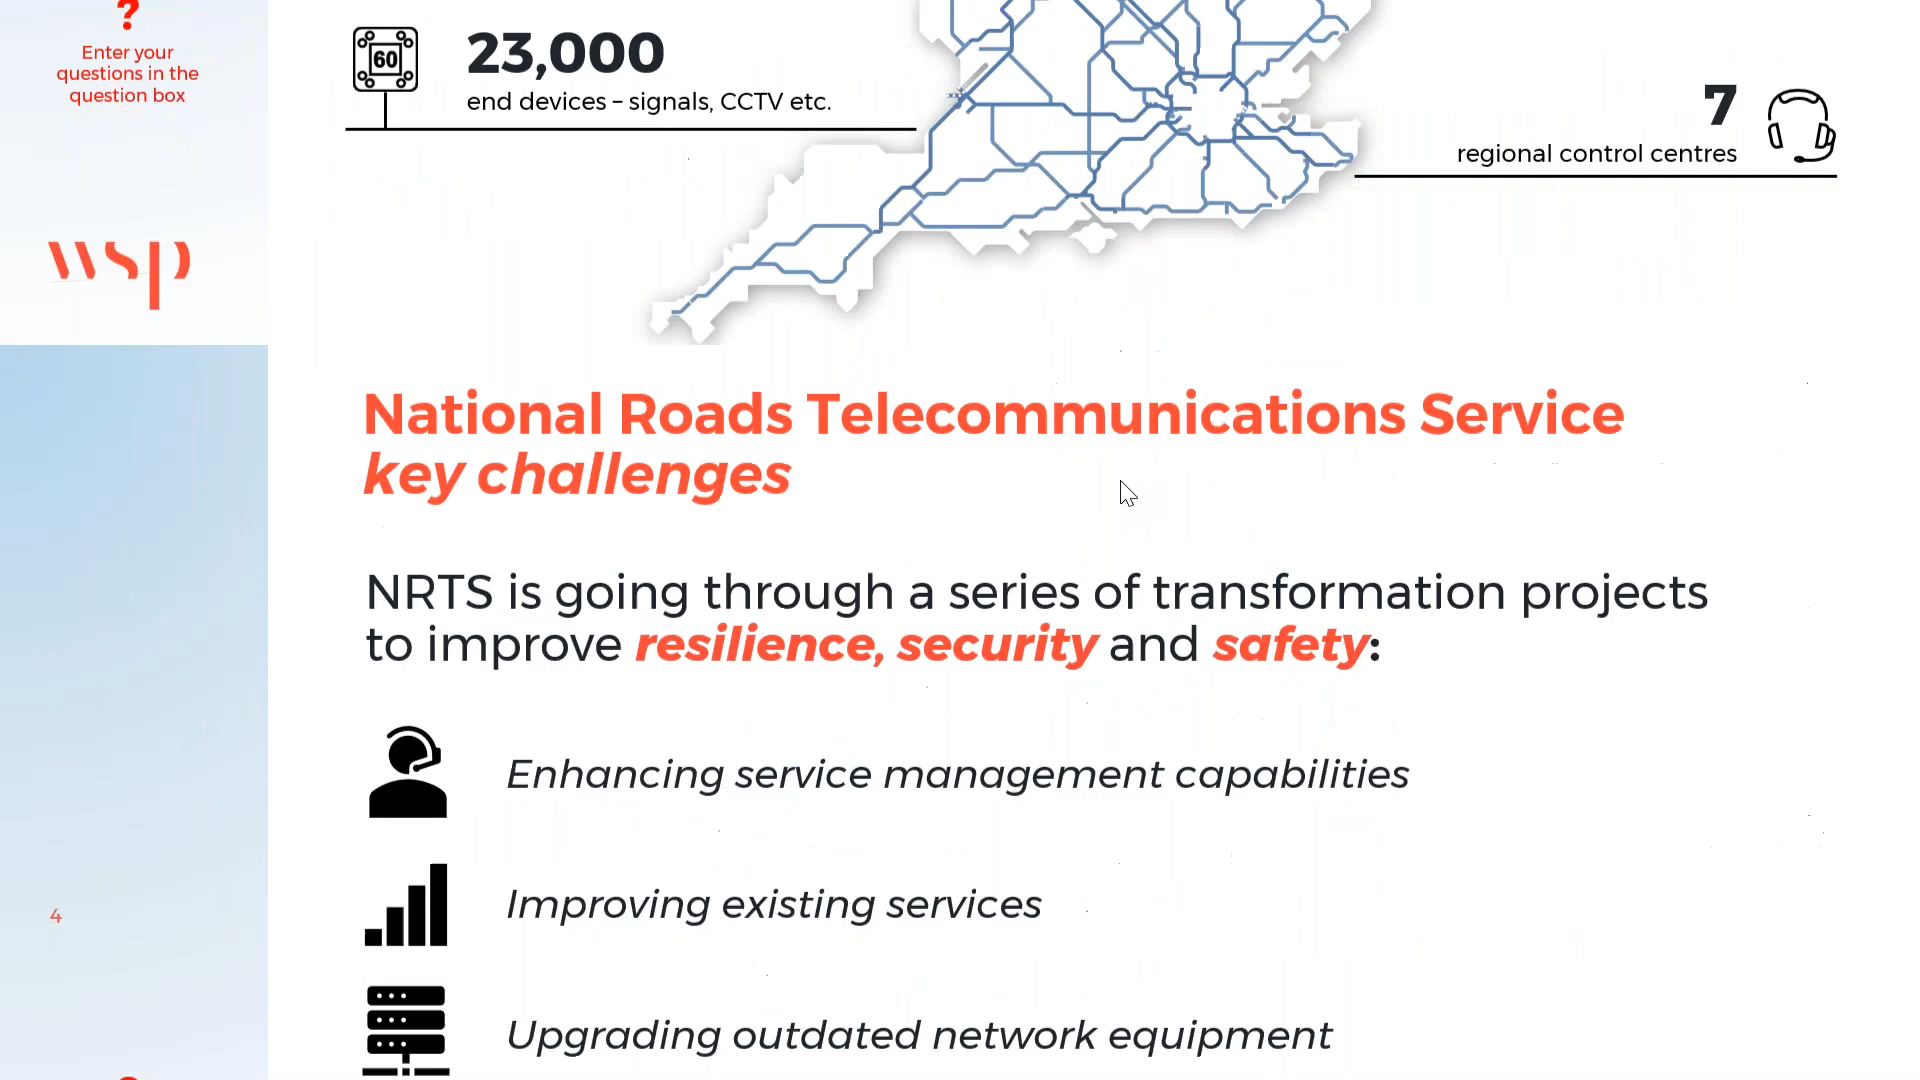 ?
Enter your
questions in the
question box
60
23,000
end devices – signals, CCTV etc.
7
regional control centres
wsp
National Roads Telecommunications Service
key challenges
NRTS is going through a series of transformation projects
to improve resilience, security and safety:
Enhancing service management capabilities
Improving existing services
4
Upgrading outdated network equipment